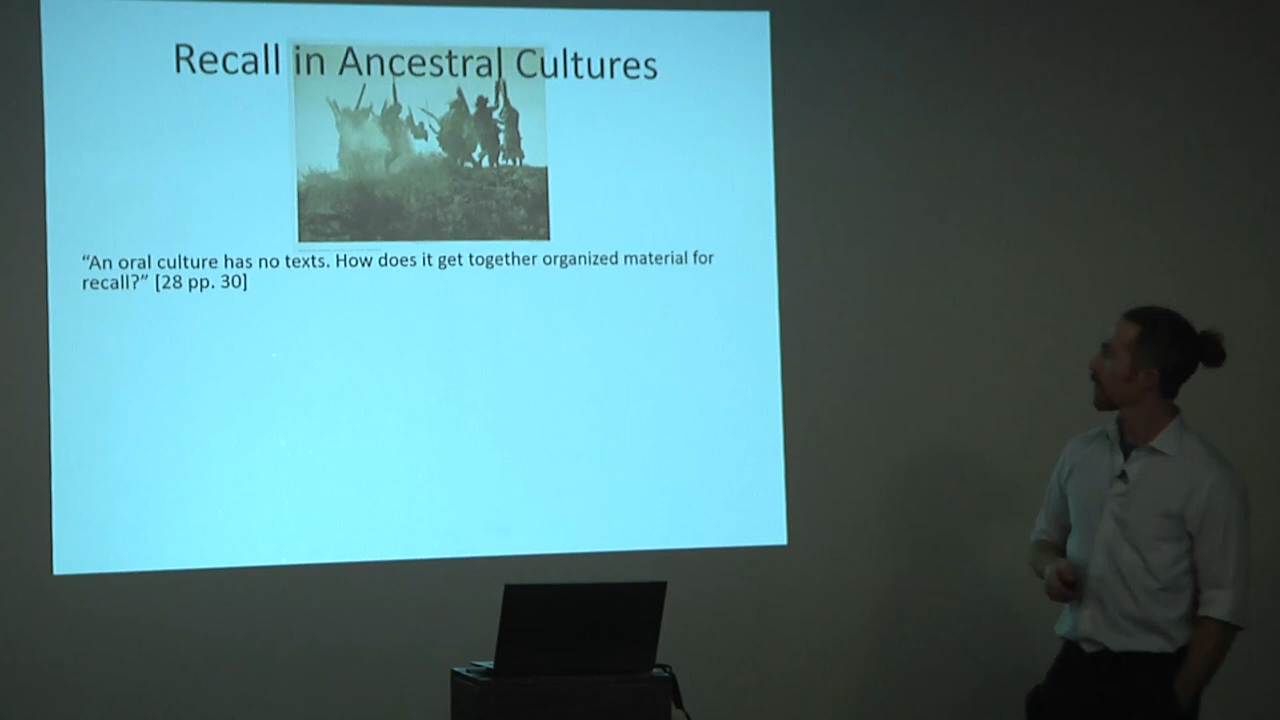 Recall in Ancestral Cultures
“An oral culture has no texts. How does it get together organized material for
recall?” [28 pp. 30]